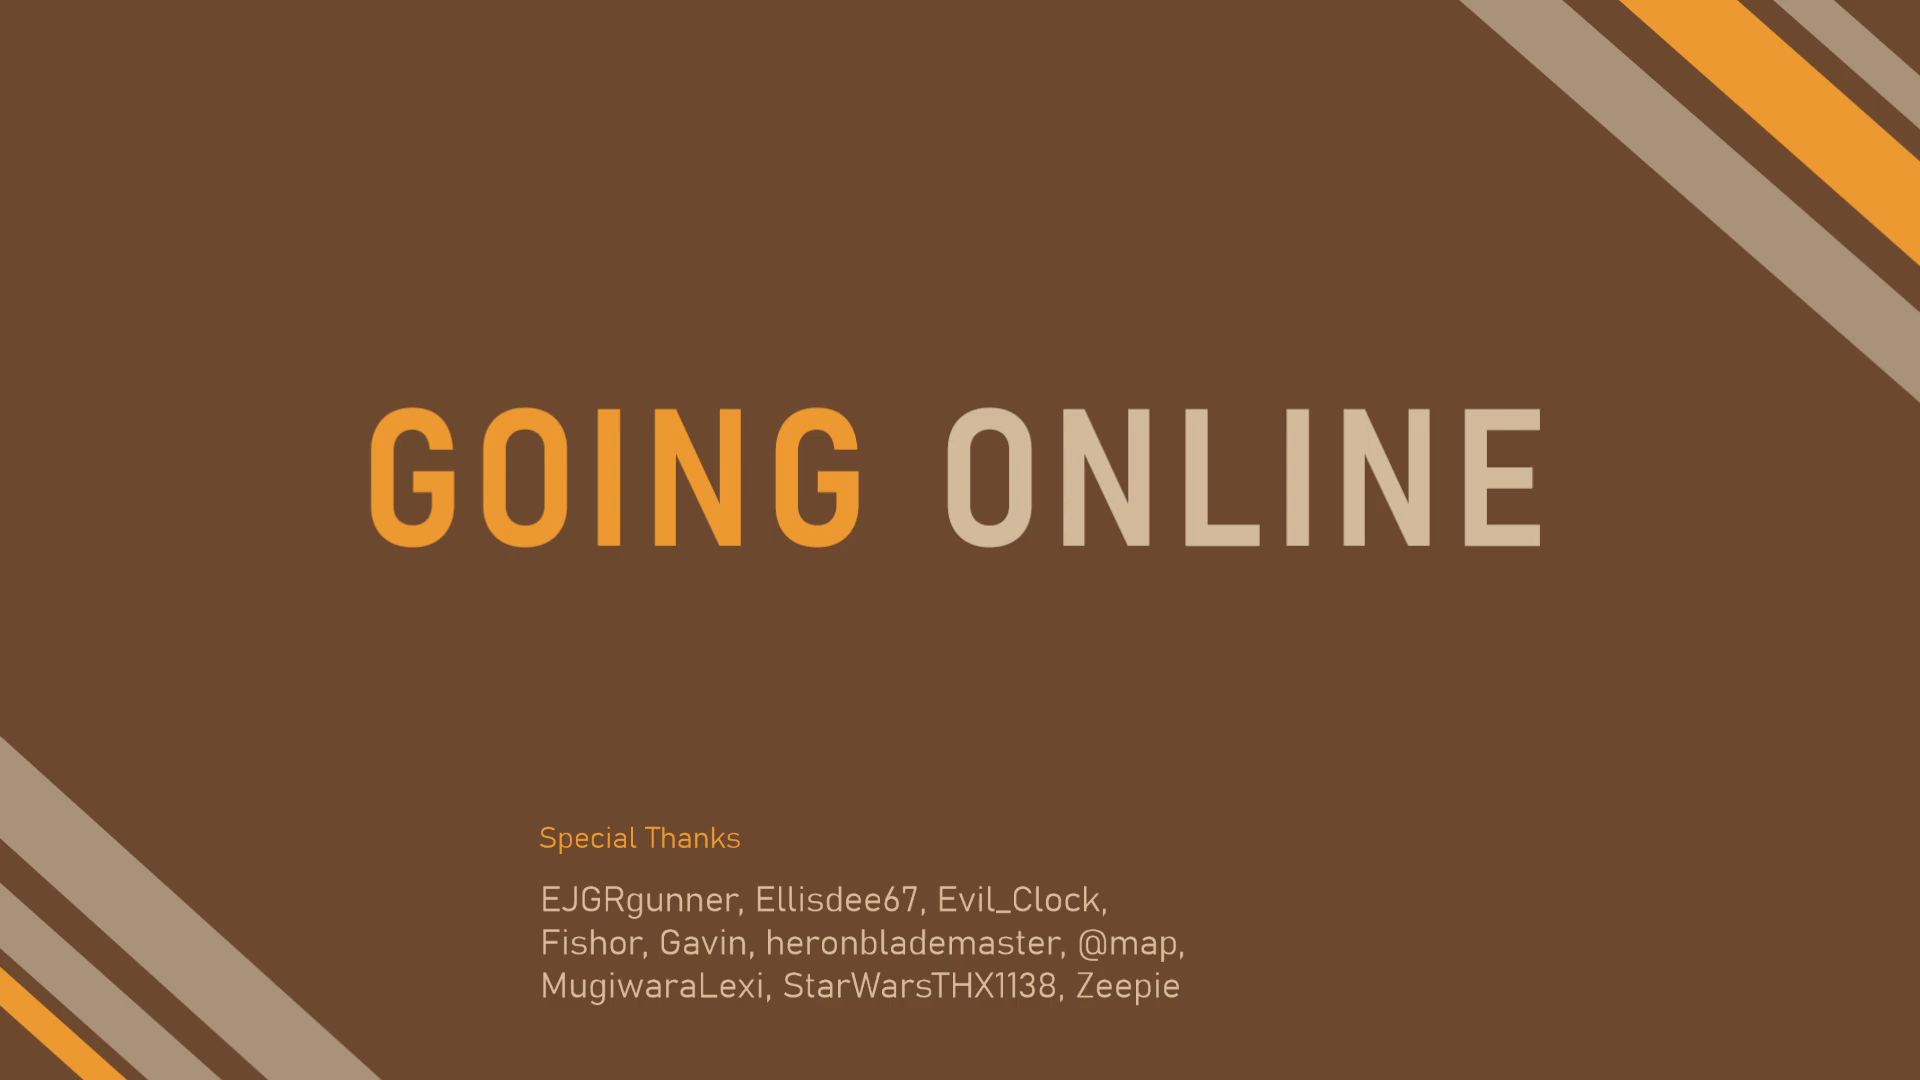 GOING ONLINE
Special Thanks
EJGRgunner, Ellisdee67, Evil_Clock,
Fishor, Gavin, heronblademaster, @map,
MugiwaraLexi, StarWarsTHX1138, Zeepie